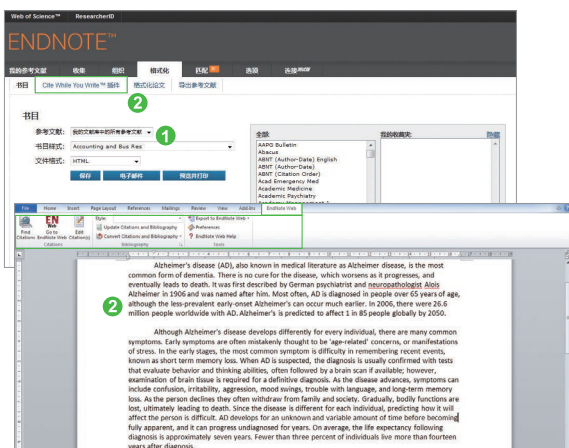 Web of Science™ ResearcherID
ENDNOTE™
我的参考文献 收集 组织 格式化 匹配 选项 连接
书目 Cite While You Write™ 插件 格式化论文 导出参考文献
2
书目
参考文献: 我的文献库中的所有参考文献
1
书目样式: Accounting and Bus Res
文件格式: HTML
保存 电子邮件 预览并打印
全部: 我的收藏夹: 隐藏
AAPG Bulletin
Abacus
ABNT (Author-Date) English
ABNT (Author-Date)
ABNT (Citation Order)
Acad Emergency Med
Academic Medicine
Academic Psychiatry
File Home Insert Page Layout References Mailings Review View Add-Ins EndNote Web
Style:
Export to EndNote Web
EN
Update Citations and Bibliography
Preferences
Find Citations
Go to EndNote Web
Edit Citation(s)
Convert Citations and Bibliography
EndNote Web Help
Citations Bibliography Tools
2
Alzheimer's disease (AD), also known in medical literature as Alzheimer disease, is the most
common form of dementia. There is no cure for the disease, which worsens as it progresses, and
eventually leads to death. It was first described by German psychiatrist and neuropathologist Alois
Alzheimer in 1906 and was named after him. Most often, AD is diagnosed in people over 65 years of age,
although the less-prevalent early-onset Alzheimer's can occur much earlier. In 2006, there were 26.6
million people worldwide with AD. Alzheimer's is predicted to affect 1 in 85 people globally by 2050.
Although Alzheimer's disease develops differently for every individual, there are many common
symptoms. Early symptoms are often mistakenly thought to be 'age-related' concerns, or manifestations
of stress. In the early stages, the most common symptom is difficulty in remembering recent events,
known as short term memory loss. When AD is suspected, the diagnosis is usually confirmed with tests
that evaluate behavior and thinking abilities, often followed by a brain scan if available; however,
examination of brain tissue is required for a definitive diagnosis. As the disease advances, symptoms can
include confusion, irritability, aggression, mood swings, trouble with language, and long-term memory
loss. As the person declines they often withdraw from family and society. Gradually, bodily functions are
lost, ultimately leading to death. Since the disease is different for each individual, predicting how it will
affect the person is difficult. AD develops for an unknown and variable amount of time before becoming
fully apparent, and it can progress undiagnosed for years. On average, the life expectancy following
diagnosis is approximately seven years. Fewer than three percent of individuals live more than fourteen
years after diagnosis.